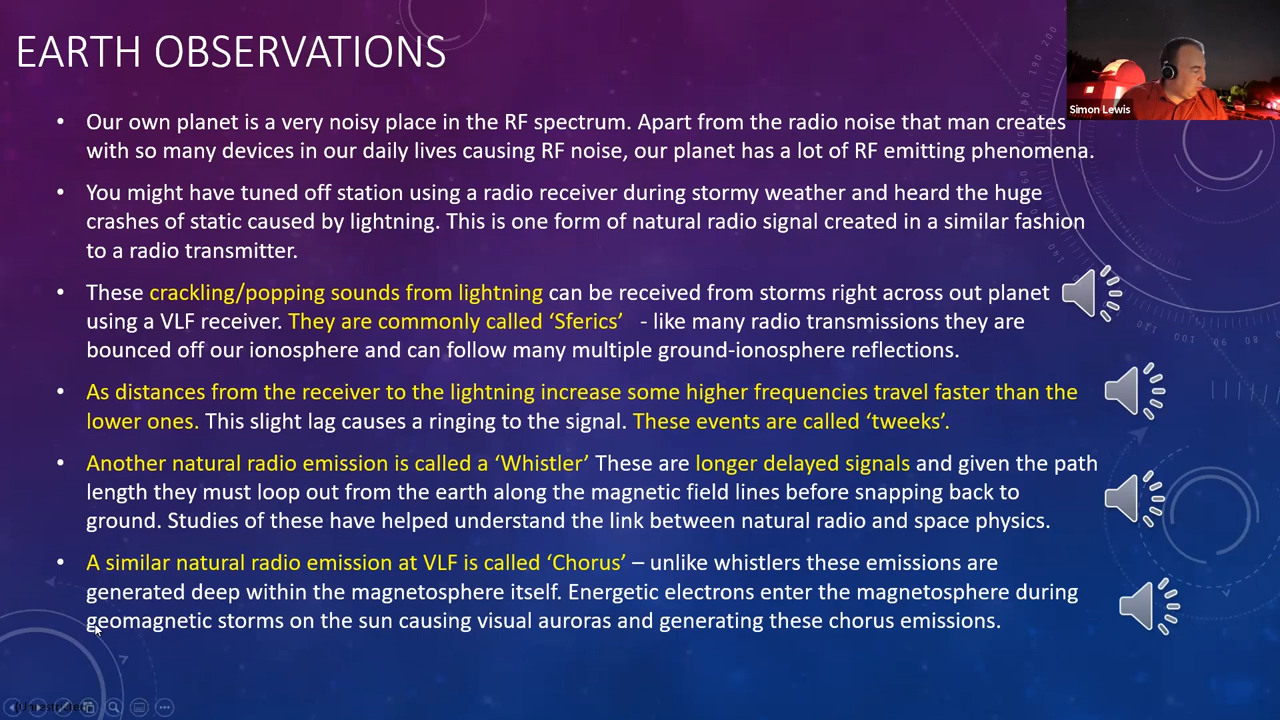 EARTH OBSERVATIONS
Simon Lewis
• Our own planet is a very noisy place in the RF spectrum. Apart from the radio noise that man creates
with so many devices in our daily lives causing RF noise, our planet has a lot of RF emitting phenomena.
• You might have tuned off station using a radio receiver during stormy weather and heard the huge
crashes of static caused by lightning. This is one form of natural radio signal created in a similar fashion
to a radio transmitter.
• These crackling/popping sounds from lightning can be received from storms right across out planet
using a VLF receiver. They are commonly called ‘Sferics’ - like many radio transmissions they are
bounced off our ionosphere and can follow many multiple ground-ionosphere reflections.
• As distances from the receiver to the lightning increase some higher frequencies travel faster than the
lower ones. This slight lag causes a ringing to the signal. These events are called ‘tweeks’.
• Another natural radio emission is called a ‘Whistler’ These are longer delayed signals and given the path
length they must loop out from the earth along the magnetic field lines before snapping back to
ground. Studies of these have helped understand the link between natural radio and space physics.
• A similar natural radio emission at VLF is called ‘Chorus’ – unlike whistlers these emissions are
generated deep within the magnetosphere itself. Energetic electrons enter the magnetosphere during
geomagnetic storms on the sun causing visual auroras and generating these chorus emissions.